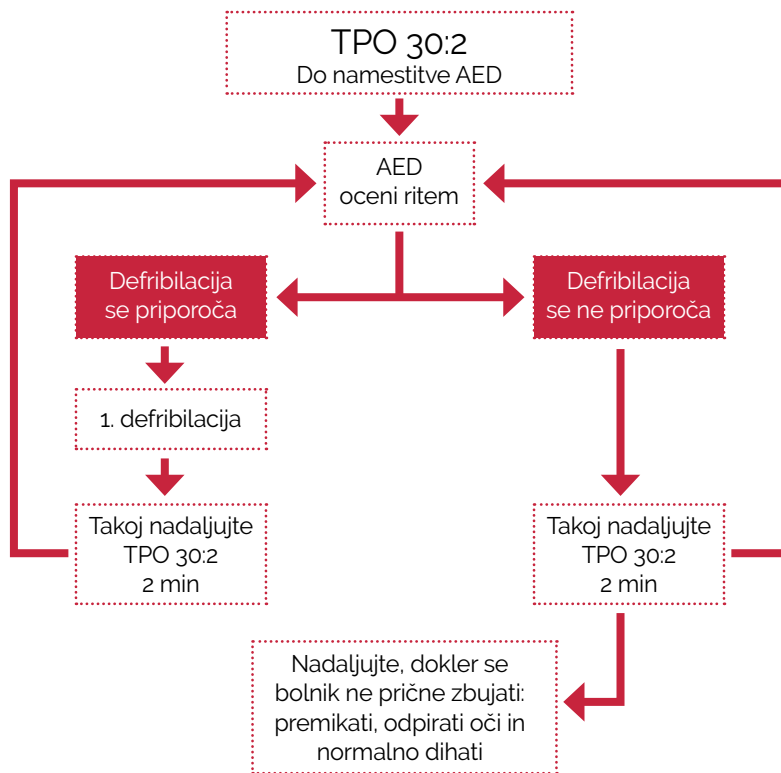 TPO 30:2
Do namestitve AED
AED
oceni ritem
Defribilacija
se priporoča
Defribilacija
se ne priporoča
1. defribilacija
Takoj nadaljujte
TPO 30:2
2 min
Takoj nadaljujte
TPO 30:2
2 min
Nadaljujte, dokler se
bolnik ne prične zbujati:
premikati, odpirati oči in
normalno dihati